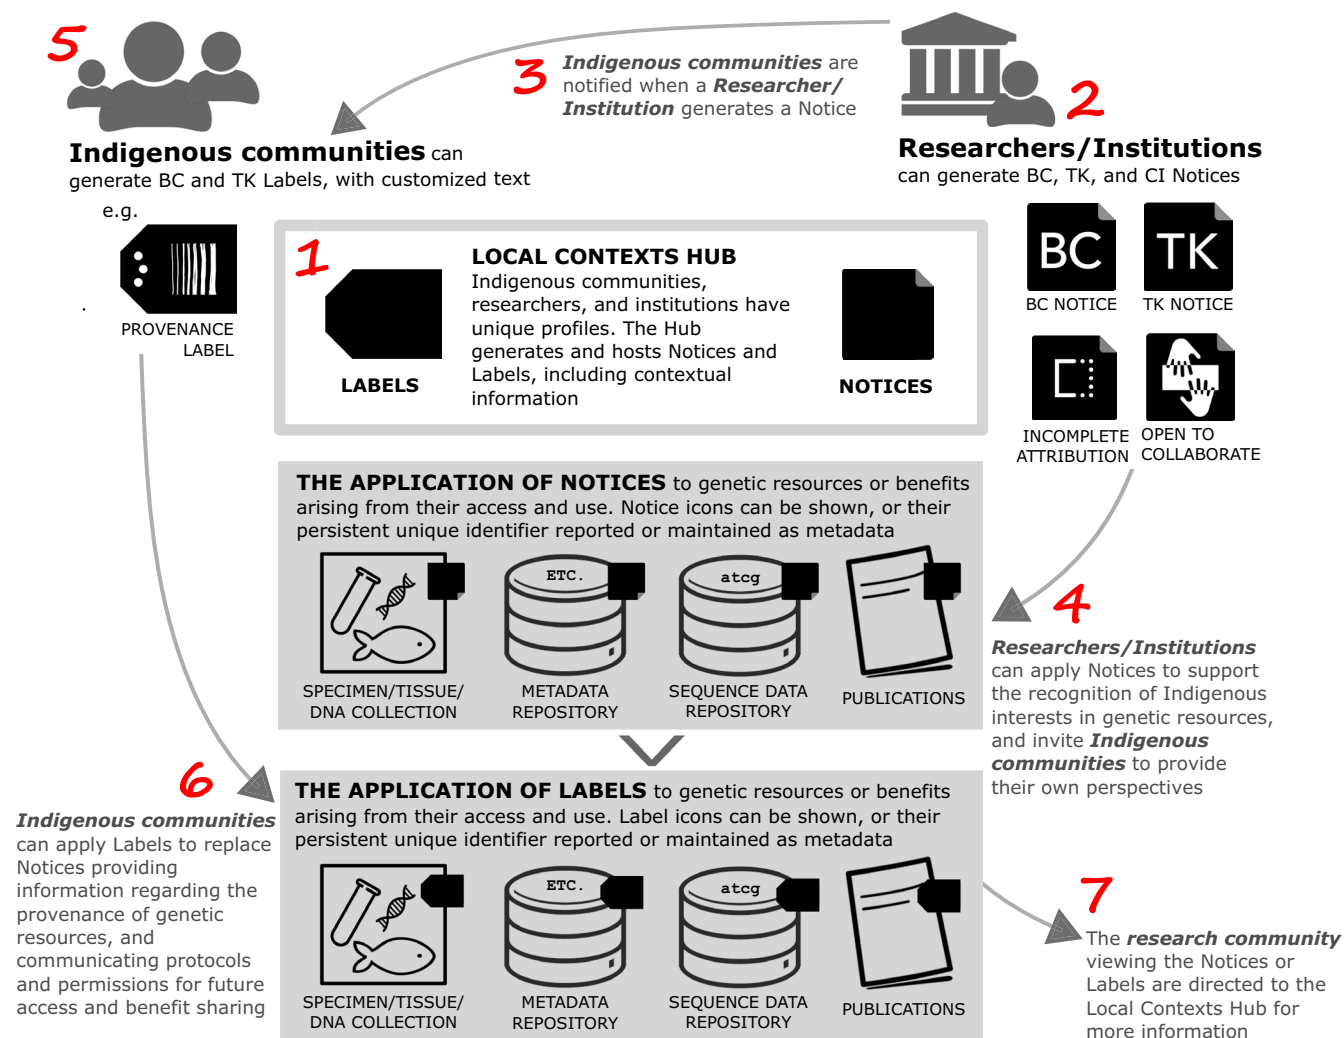 5
Indigenous communities can
generate BC and TK Labels, with customized text
e.g.
PROVENANCE
LABEL
3
Indigenous communities are
notified when a Researcher/
Institution generates a Notice
2
Researchers/Institutions
can generate BC, TK, and CI Notices
BC
BC NOTICE
TK
TK NOTICE
INCOMPLETE
ATTRIBUTION
OPEN TO
COLLABORATE
1
LABELS
LOCAL CONTEXTS HUB
Indigenous communities,
researchers, and institutions have
unique profiles. The Hub
generates and hosts Notices and
Labels, including contextual
information
NOTICES
THE APPLICATION OF NOTICES to genetic resources or benefits
arising from their access and use. Notice icons can be shown, or their
persistent unique identifier reported or maintained as metadata
ETC.
atcg
SPECIMEN/TISSUE/
DNA COLLECTION
METADATA
REPOSITORY
SEQUENCE DATA
REPOSITORY
PUBLICATIONS
4
Researchers/Institutions
can apply Notices to support
the recognition of Indigenous
interests in genetic resources,
and invite Indigenous
communities to provide
their own perspectives
6
Indigenous communities
can apply Labels to replace
Notices providing
information regarding the
provenance of genetic
resources, and
communicating protocols
and permissions for future
access and benefit sharing
THE APPLICATION OF LABELS to genetic resources or benefits
arising from their access and use. Label icons can be shown, or their
persistent unique identifier reported or maintained as metadata
ETC.
atcg
SPECIMEN/TISSUE/
DNA COLLECTION
METADATA
REPOSITORY
SEQUENCE DATA
REPOSITORY
PUBLICATIONS
7
The research community
viewing the Notices or
Labels are directed to the
Local Contexts Hub for
more information